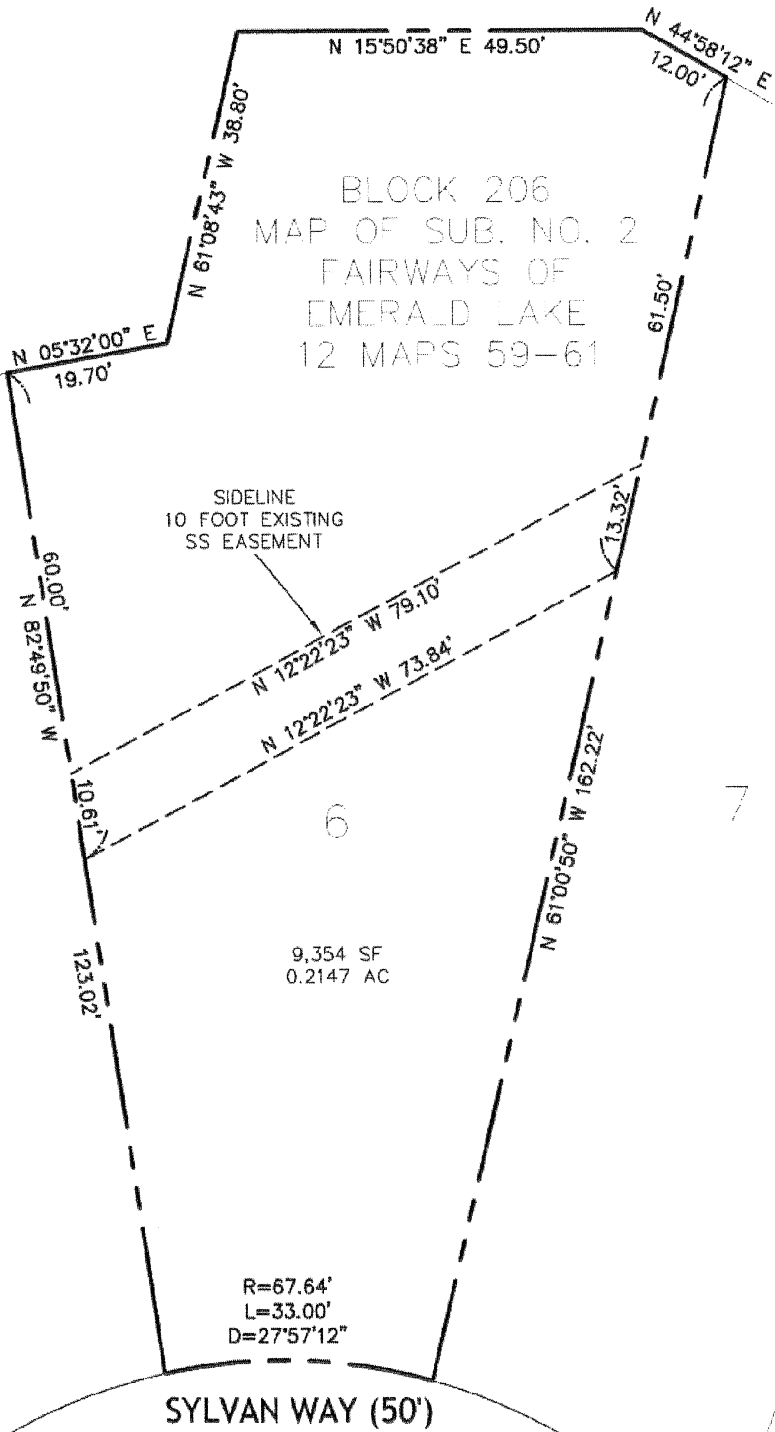 N 15°50'38" E 49.50'
N 44°58'12" E
12.00'
N 61°08'43" W 38.80'
BLOCK 206
MAP OF SUB. NO. 2
FAIRWAYS OF
EMERALD LAKE
12 MAPS 59-61
61.50'
N 05°32'00" E
19.70'
SIDELINE
10 FOOT EXISTING
SS EASEMENT
13.32'
60.00'
N 82°49'50" W
N 12°22'23" W 79.10'
N 12°22'23" W 73.84'
10.61'
6
7
N 61°00'50" W 162.22'
9,354 SF
0.2147 AC
123.02'
R=67.64'
L=33.00'
D=27°57'12"
SYLVAN WAY (50')